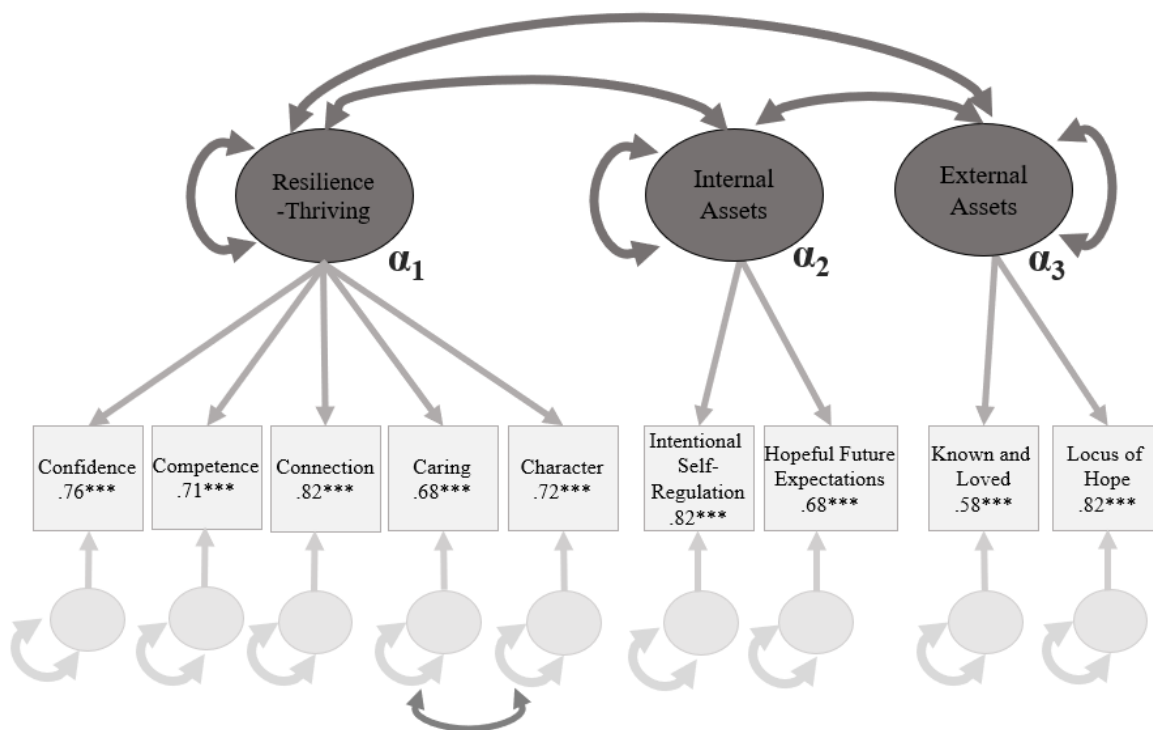 Resilience
-Thriving
α1
Internal
Assets
α2
External
Assets
α3
Confidence
.76***
Competence
.71***
Connection
.82***
Caring
.68***
Character
.72***
Intentional
Self-
Regulation
.82***
Hopeful Future
Expectations
.68***
Known and
Loved
.58***
Locus of
Hope
.82***